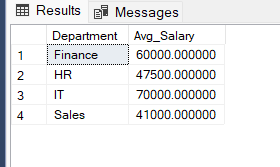 Results Messages
Department Avg_Salary
1 Finance 60000.000000
2 HR 47500.000000
3 IT 70000.000000
4 Sales 41000.000000